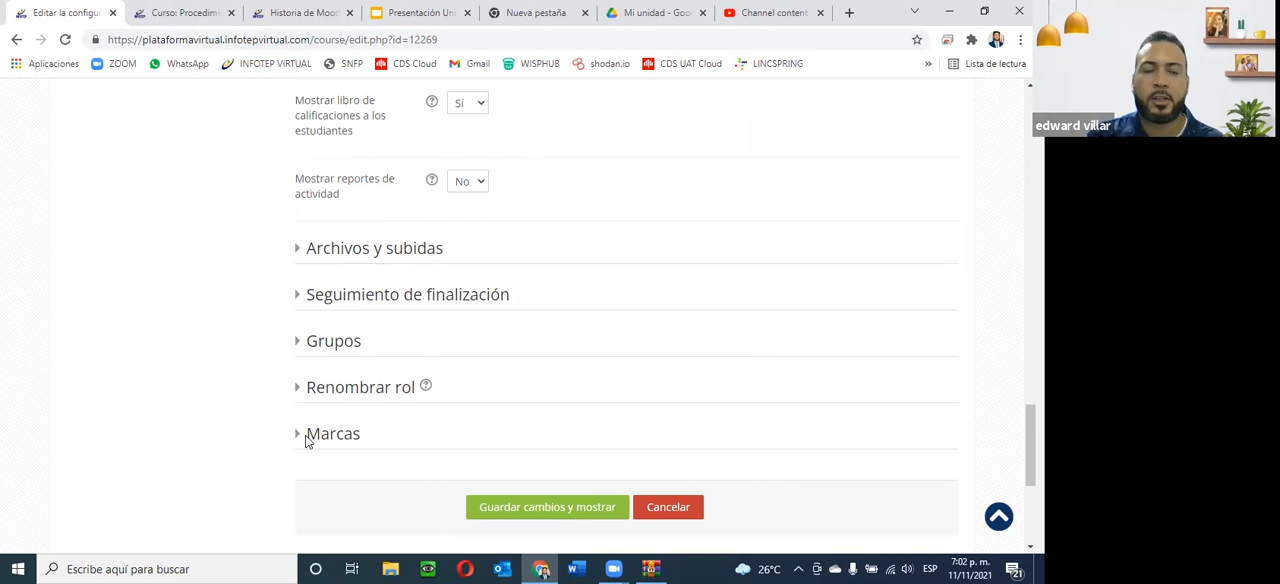 Editar la configur
Curso: Procedimi
Historia de Mood
Presentación Uni
Nueva pestaña
Mi unidad - Goo
Channel content
https://plataformavirtual.infotepvirtual.com/course/edit.php?id=12269
Aplicaciones
ZOOM
WhatsApp
INFOTEP VIRTUAL
SNFP
CDS Cloud
Gmail
WISPHUB
shodan.io
CDS UAT Cloud
LINCSPRING
»
Lista de lectura
edward villar
Mostrar libro de
calificaciones a los
estudiantes
Sí
Mostrar reportes de
actividad
No
Archivos y subidas
Seguimiento de finalización
Grupos
Renombrar rol
Marcas
Guardar cambios y mostrar
Cancelar
Escribe aquí para buscar
26°C
ESP
7:02 p. m.
11/11/2021
21